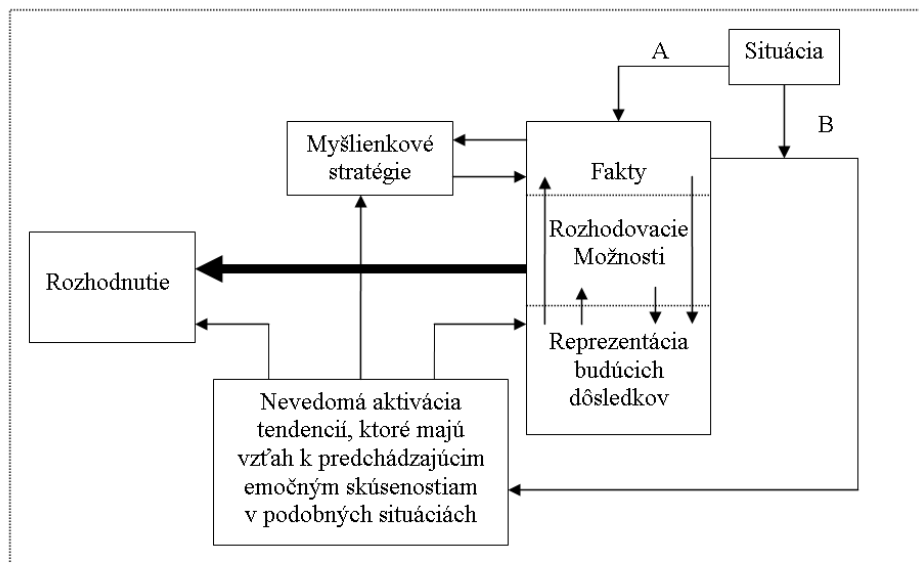 A
Situácia
B
Myšlienkové
stratégie
Fakty
Rozhodovacie
Možnosti
Rozhodnutie
Reprezentácia
budúcich
dôsledkov
Nevedomá aktivácia
tendencií, ktoré majú
vzťah k predchádzajúcim
emočným skúsenostiam
v podobných situáciách